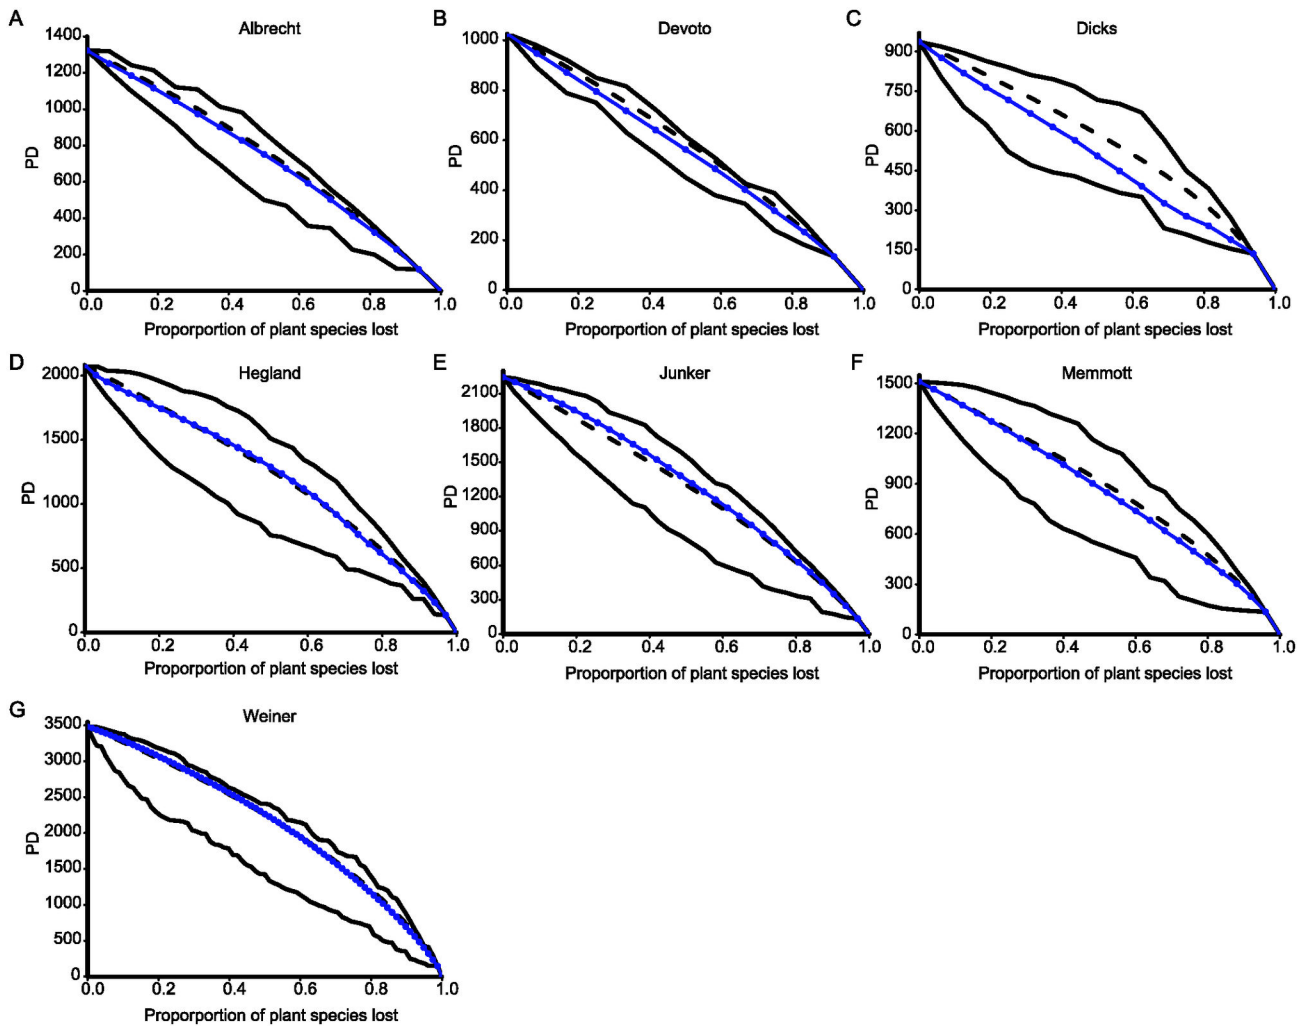 A
Albrecht
1400
1200
1000
800
600
400
200
0
PD
0.0 0.2 0.4 0.6 0.8 1.0
Proporportion of plant species lost
B
Devoto
1000
800
600
400
200
0
PD
0.0 0.2 0.4 0.6 0.8 1.0
Proporportion of plant species lost
C
Dicks
900
750
600
450
300
150
0
PD
0.0 0.2 0.4 0.6 0.8 1.0
Proporportion of plant species lost
D
Hegland
2000
1500
1000
500
0
PD
0.0 0.2 0.4 0.6 0.8 1.0
Proporportion of plant species lost
E
Junker
2100
1800
1500
1200
900
600
300
0
PD
0.0 0.2 0.4 0.6 0.8 1.0
Proporportion of plant species lost
F
Memmott
1500
1200
900
600
300
0
PD
0.0 0.2 0.4 0.6 0.8 1.0
Proporportion of plant species lost
G
Weiner
3500
3000
2500
2000
1500
1000
500
0
PD
0.0 0.2 0.4 0.6 0.8 1.0
Proporportion of plant species lost